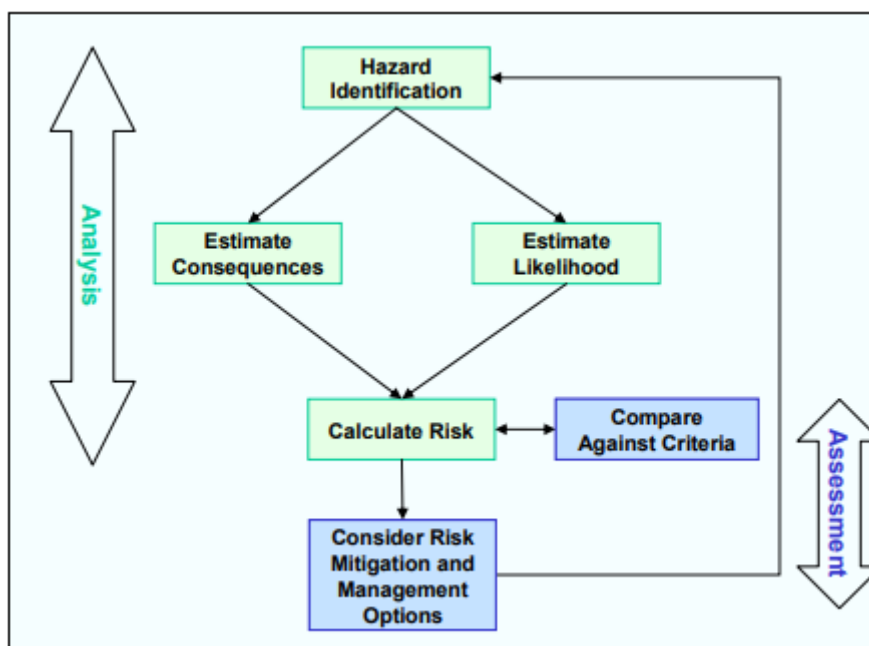 Hazard
Identification
Analysis
Estimate
Consequences
Estimate
Likelihood
Calculate Risk
Compare
Against Criteria
Assessment
Consider Risk
Mitigation and
Management
Options